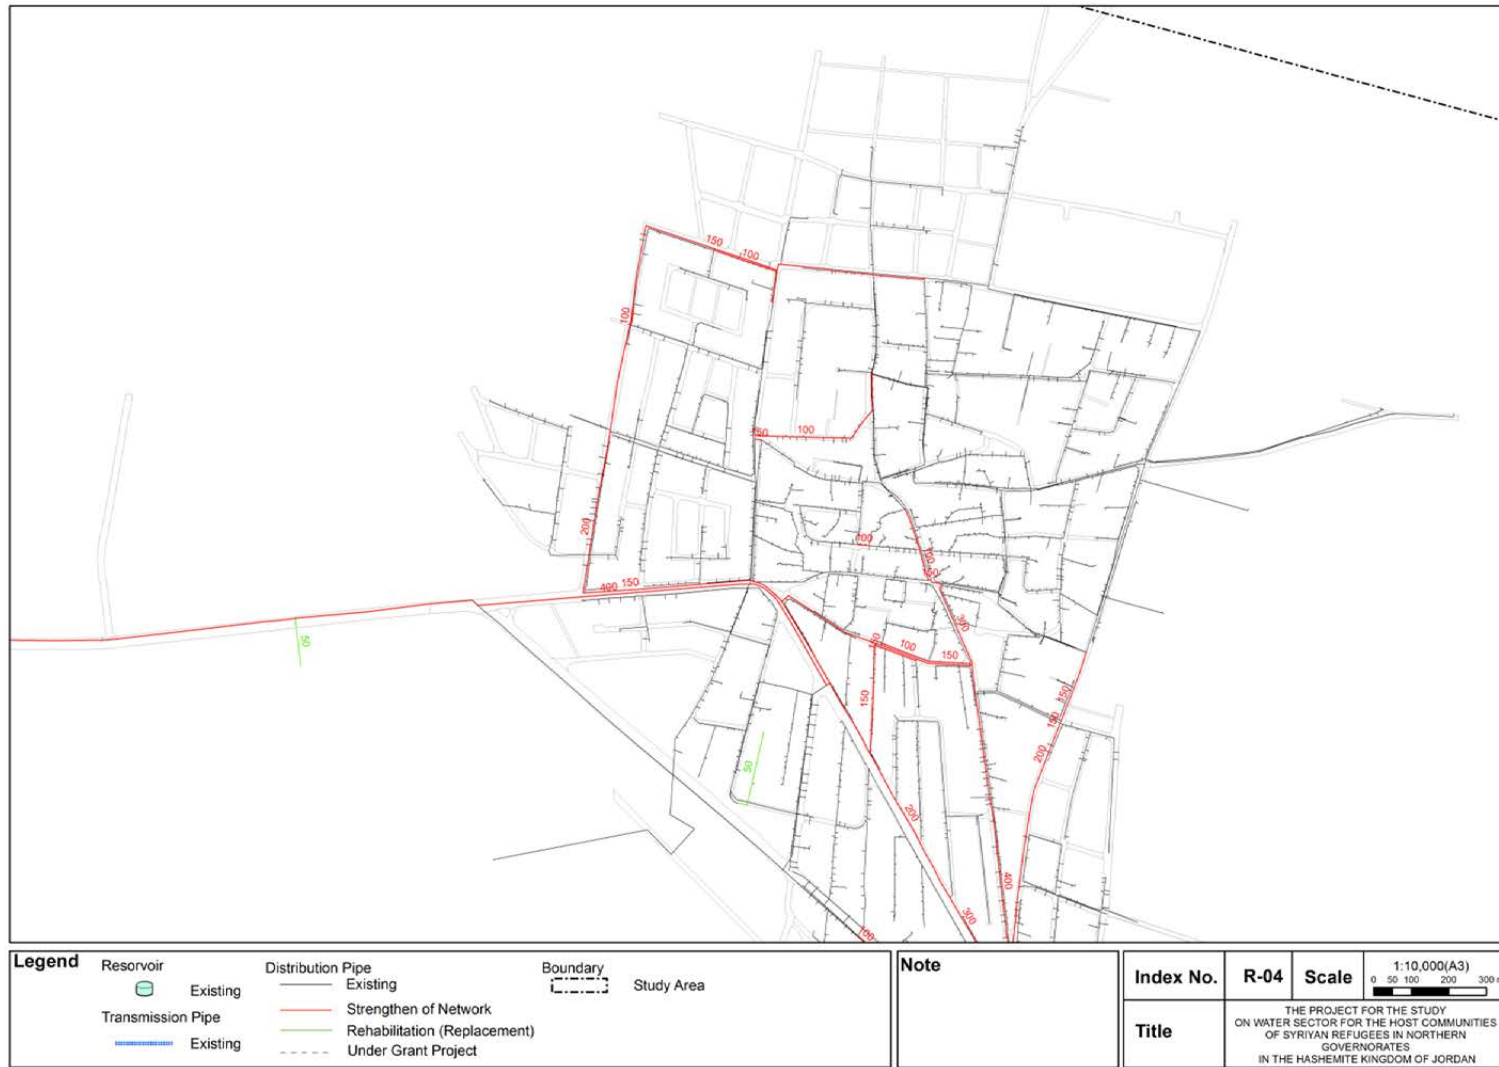 150
100
100
150
100
200
100
100
150
400
150
300
50
150
100
150
150
150
150
200
50
200
400
300
100
Legend
Resorvoir
Existing
Transmission Pipe
Existing
Distribution Pipe
Existing
Strengthen of Network
Rehabilitation (Replacement)
Under Grant Project
Boundary
Study Area
Note
Index No.
R-04
Scale
1:10,000(A3)
0 50 100 200 300
Title
THE PROJECT FOR THE STUDY
ON WATER SECTOR FOR THE HOST COMMUNITIES
OF SYRIYAN REFUGEES IN NORTHERN
GOVERNORATES
IN THE HASHEMITE KINGDOM OF JORDAN